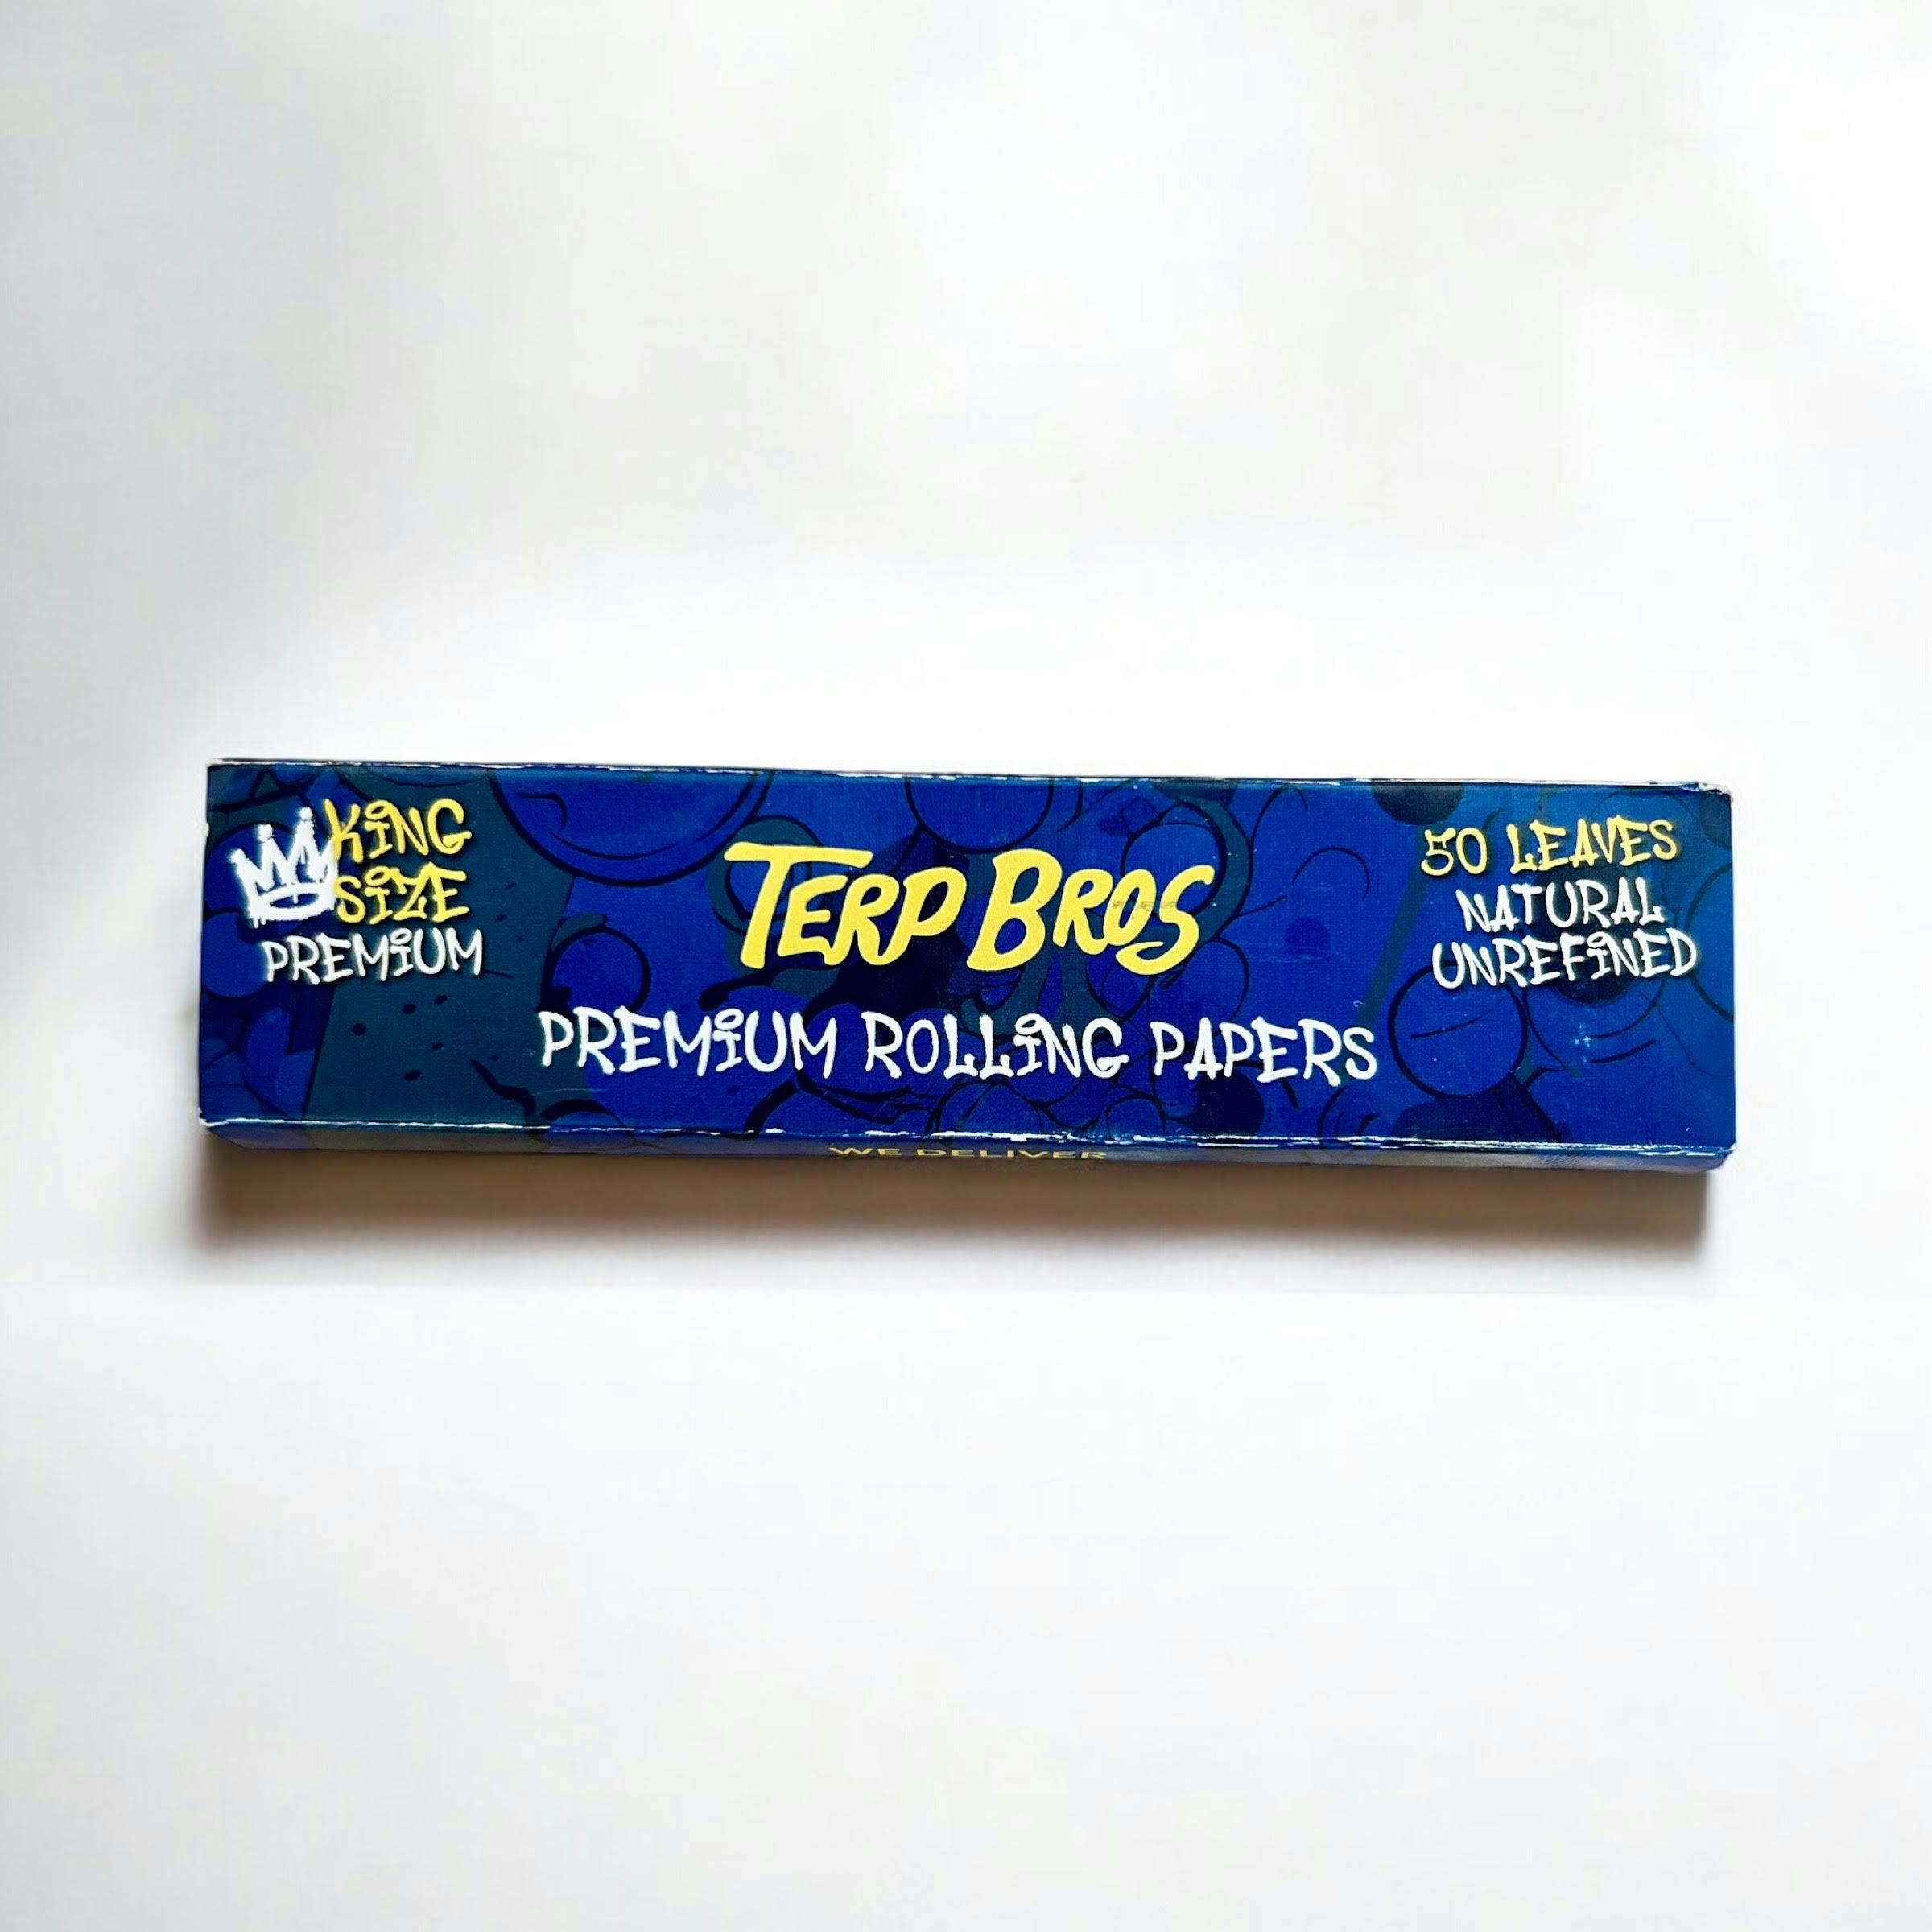 KING
SIZE
PREMIUM
TERP BROS
PREMIUM ROLLING PAPERS
50 LEAVES
NATURAL
UNREFINED
WE DELIVER